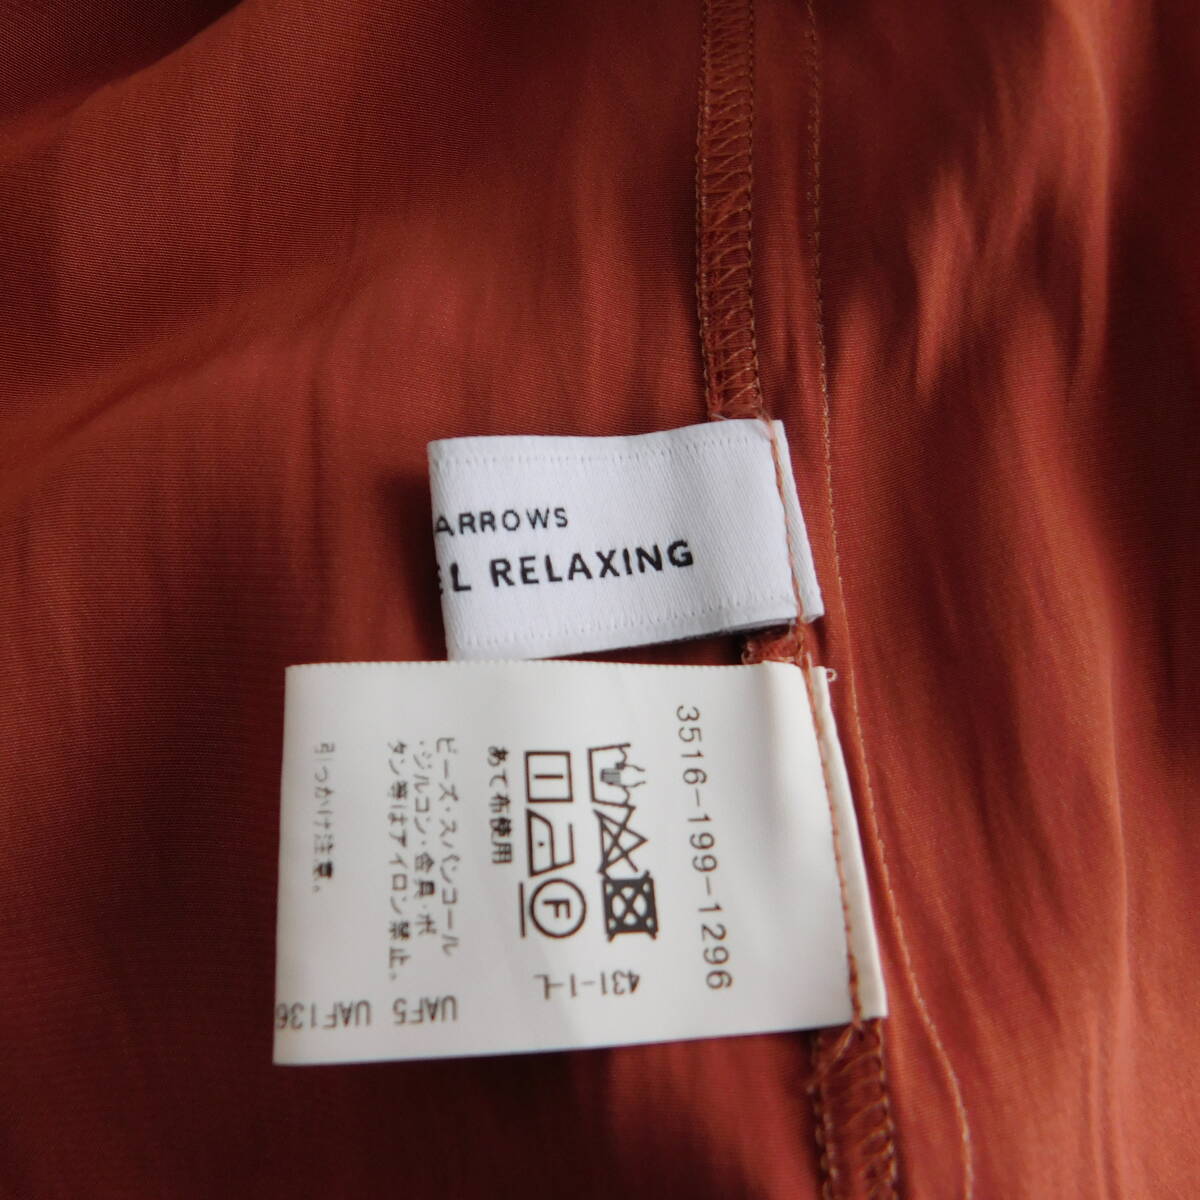 ARROWS
EL RELAXING
3516-199-1296
431-1-L
F
あて布使用
ビーズ・スパンコール
・ジルコン・金具・ボ
タン等はアイロン禁止。
引っかけ注意。
UAF5 UAF136